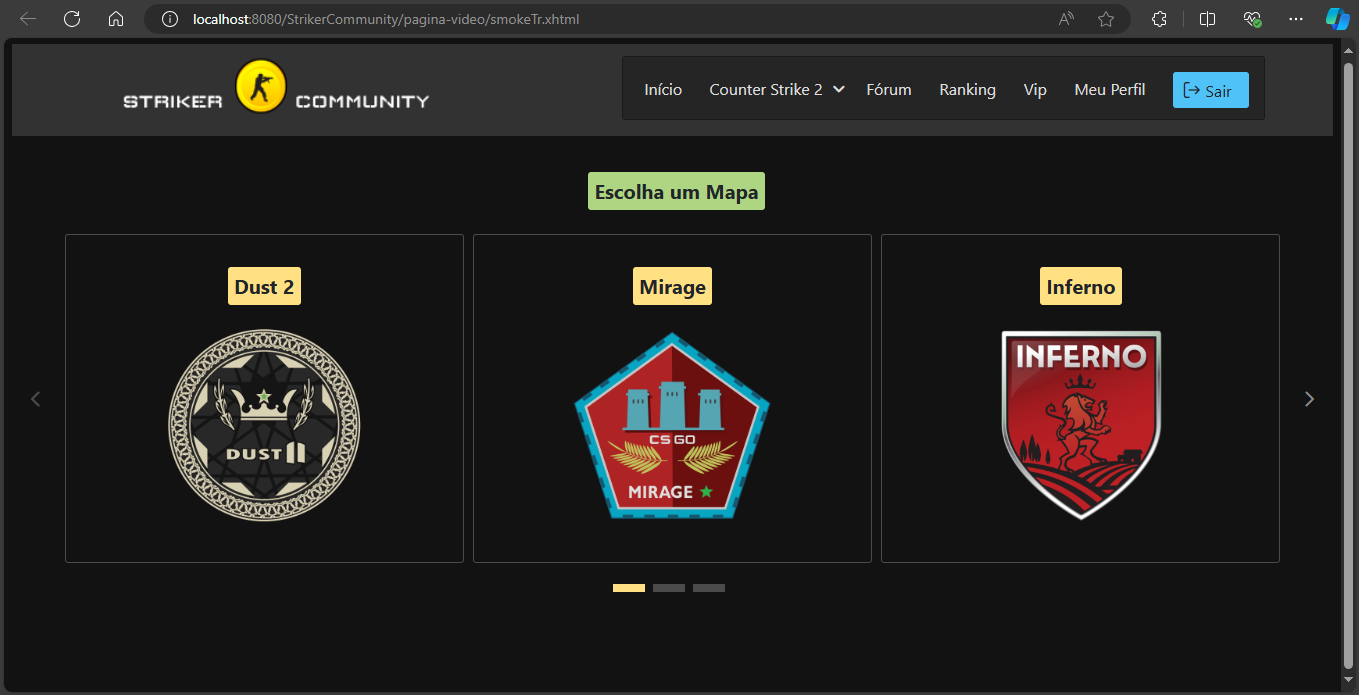 localhost:8080/StrikerCommunity/pagina-video/smokeTr.xhtml
STRIKER COMMUNITY
Início Counter Strike 2 Fórum Ranking Vip Meu Perfil Sair
Escolha um Mapa
Dust 2
DUST II
Mirage
CS GO
MIRAGE
Inferno
INFERNO